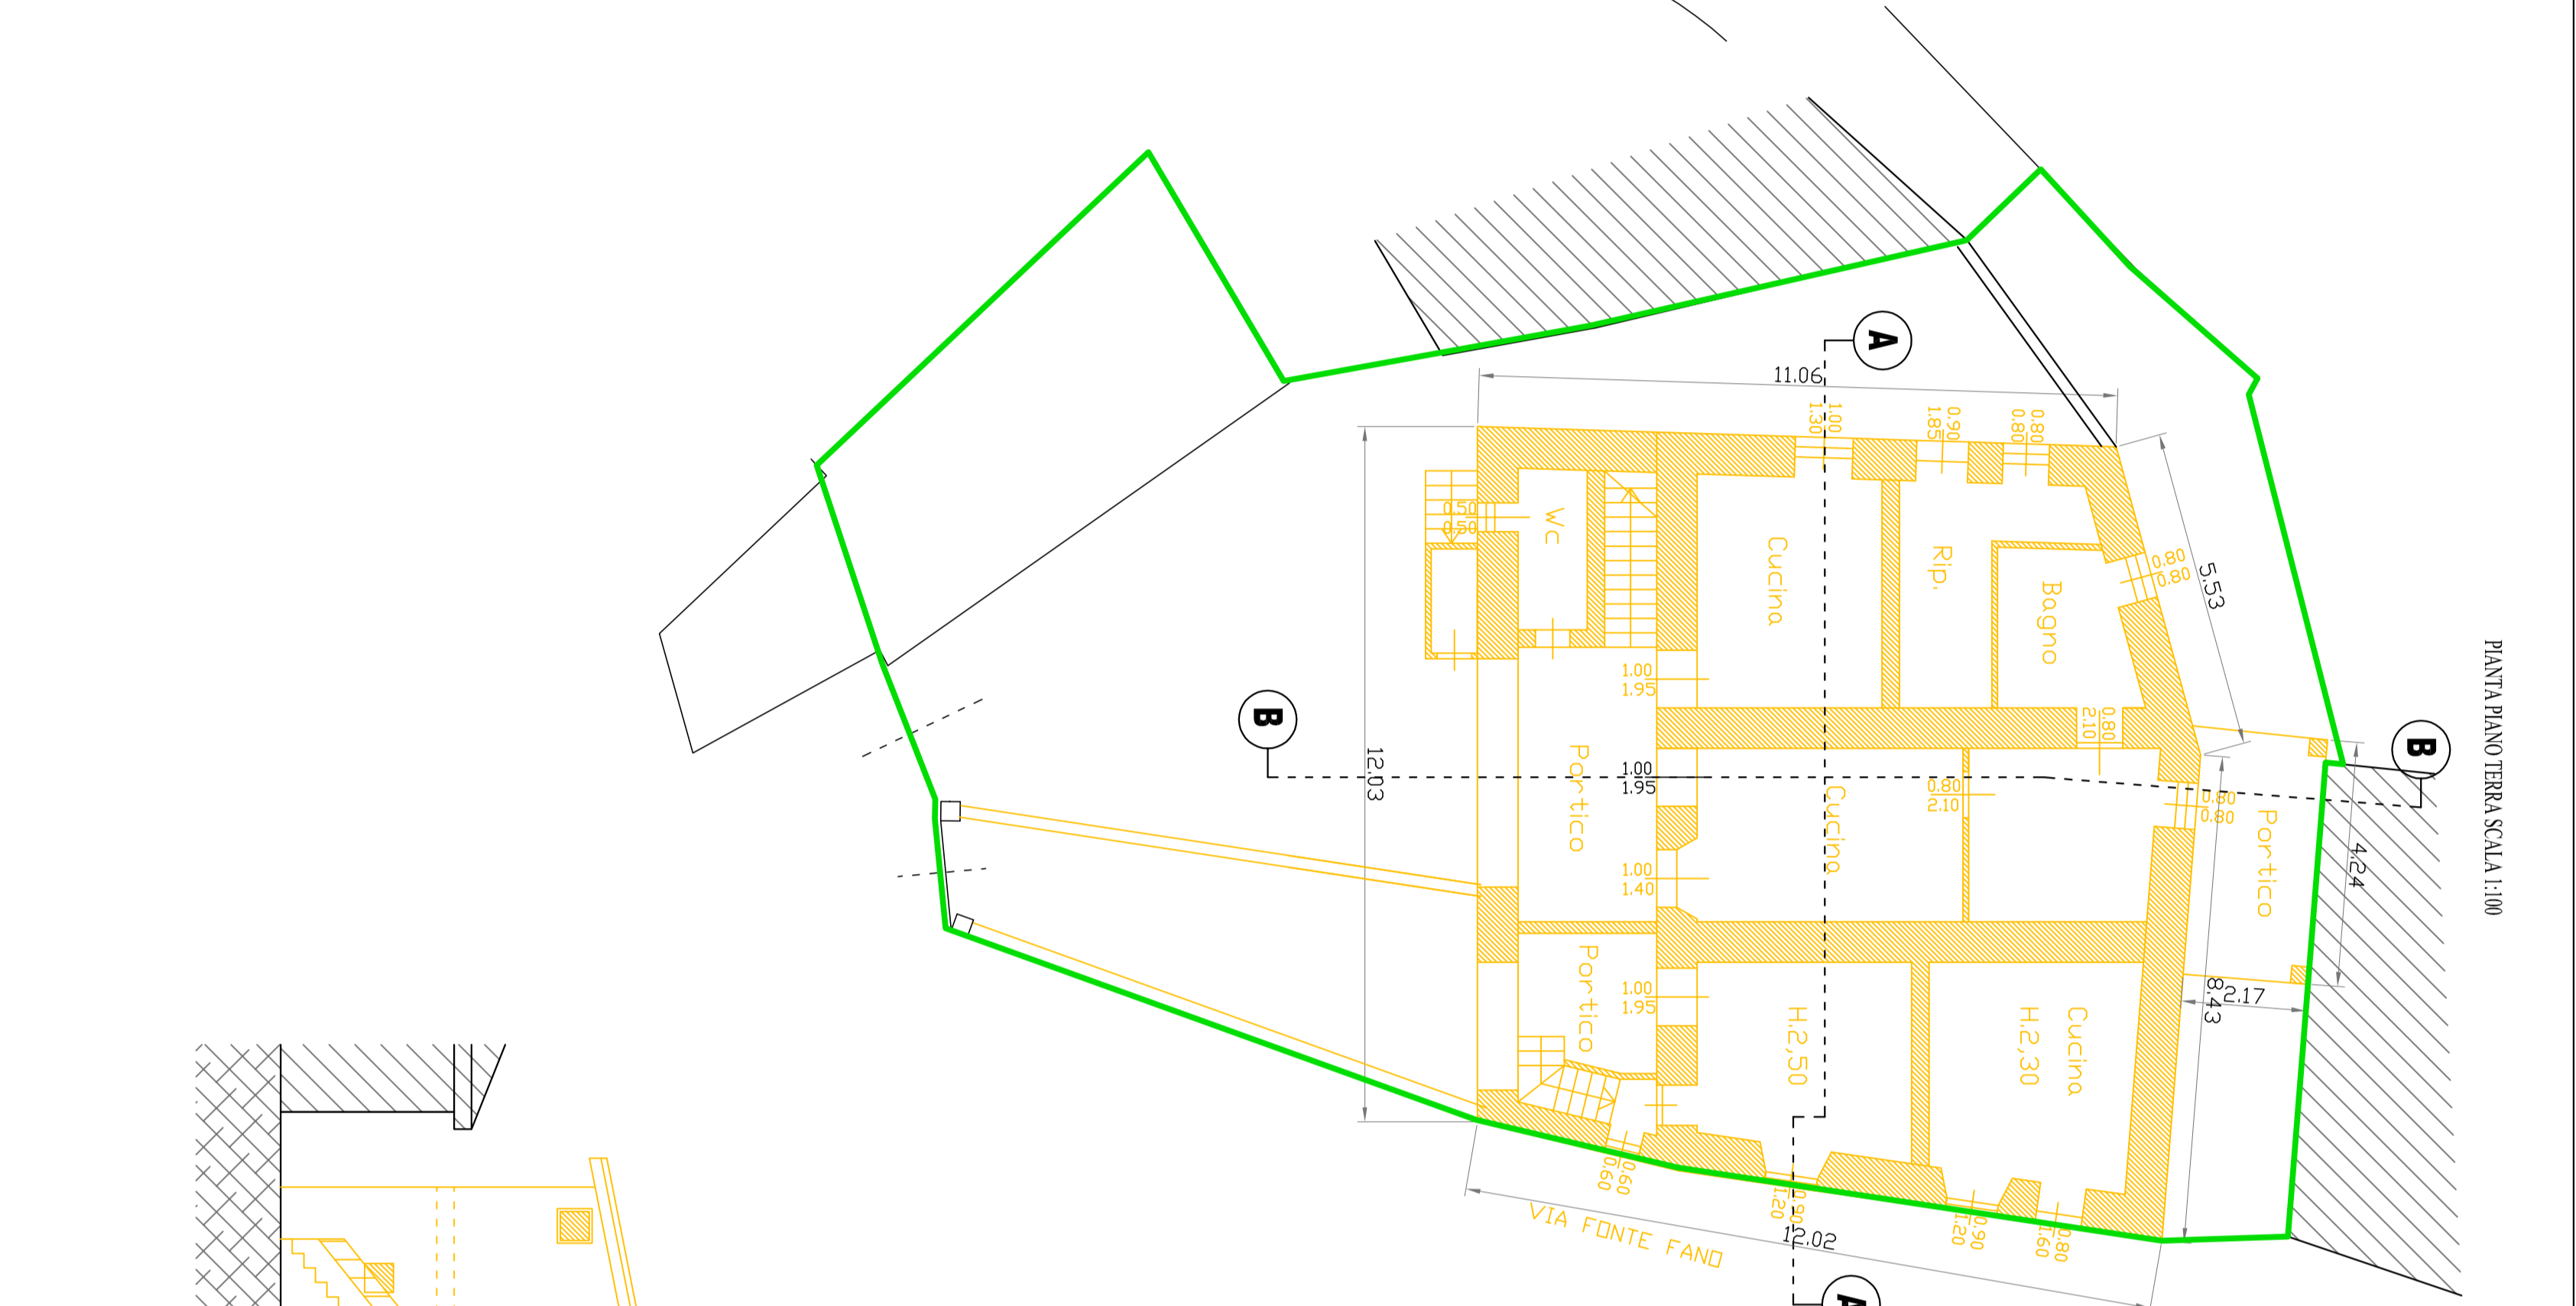 A
11.06
1.00
1.30
0.90
1.85
0.80
0.80
0.50
0.50
Wc
Cucina
Rip.
Bagno
0.80
0.80
5.53
PIANTA PIANO TERRA SCALA 1:100
1.00
1.95
B
B
0.80
2.10
12.03
Portico
1.00
1.95
Cucina
0.80
2.10
0.80
0.80
Portico
4.24
1.00
1.40
Portico
1.00
1.95
H.2,50
Cucina
H.2,30
8.43
2.17
0.60
0.60
0.90
1.20
0.90
1.20
0.80
1.60
VIA FONTE FANO
12.02
A